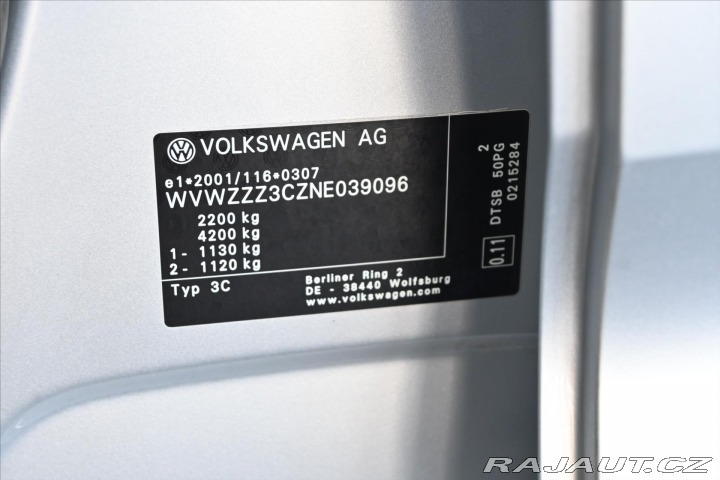 VOLKSWAGEN AG
e1*2001/116*0307
WVWZZZ3CZNE039096
2200 kg
4200 kg
1- 1130 kg
2- 1120 kg
Typ 3C
Berliner Ring 2
DE - 38440 Wolfsburg
www.volkswagen.com
0.11
DTSB 50PG 2
0215284
RAJAUT.CZ